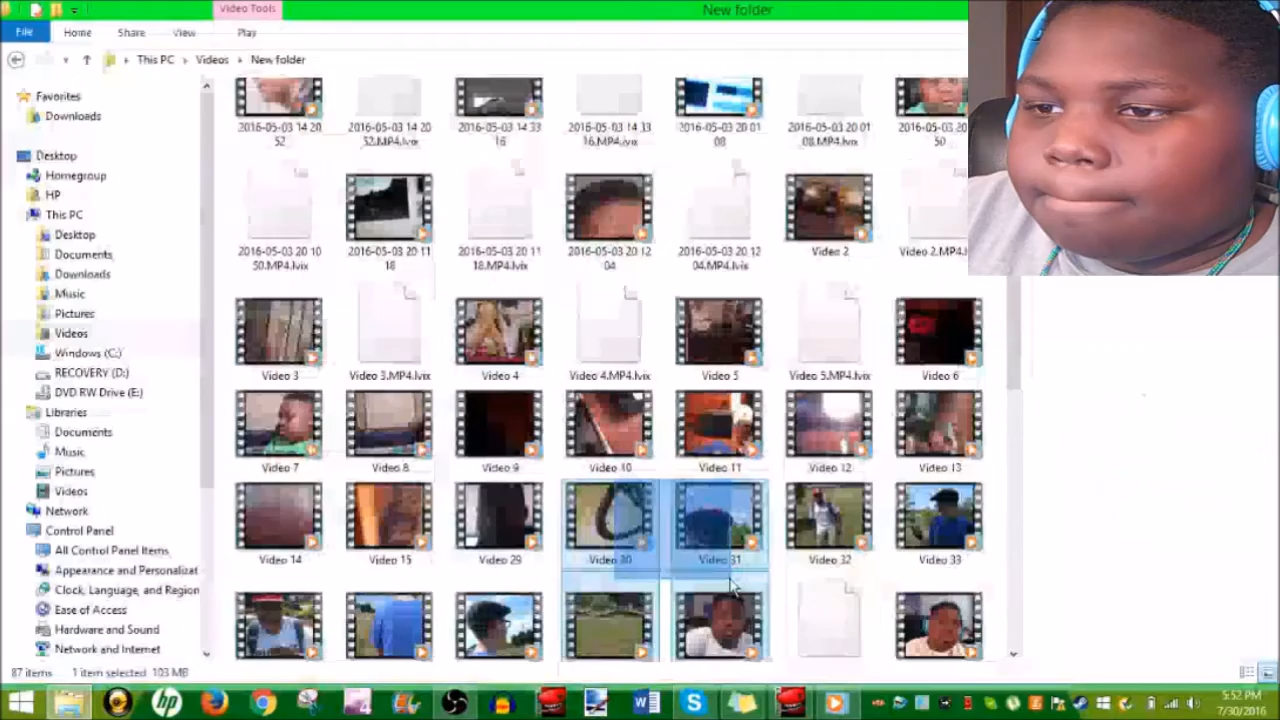 Video Tools
New folder
File Home Share View Play
This PC Videos New folder
Favorites
Downloads
Desktop
Homegroup
HP
This PC
Desktop
Documents
Downloads
Music
Pictures
Videos
Windows (C:)
RECOVERY (D:)
DVD RW Drive (E:)
Libraries
Documents
Music
Pictures
Videos
Network
Control Panel
All Control Panel Items
Appearance and Personalizat
Clock, Language, and Region
Ease of Access
Hardware and Sound
Network and Internet
2016-05-03 14 20 2016-05-03 14 20 2016-05-03 14 33 2016-05-03 14 33 2016-05-03 20 01 2016-05-03 20 01 2016-05-03 20
52 52.MP4.lvix 16 16.MP4.lvix 08 08.MP4.lvix 50
2016-05-03 20 10 2016-05-03 20 11 2016-05-03 20 11 2016-05-03 20 12 2016-05-03 20 12 Video 2 Video 2.MP4.
50.MP4.lvix 18 18.MP4.lvix 04 04.MP4.lvix
Video 3 Video 3.MP4.lvix Video 4 Video 4.MP4.lvix Video 5 Video 5.MP4.lvix Video 6
Video 7 Video 8 Video 9 Video 10 Video 11 Video 12 Video 13
Video 14 Video 15 Video 29 Video 30 Video 31 Video 32 Video 33
87 items 1 item selected 103 MB
5:52 PM
7/30/2016